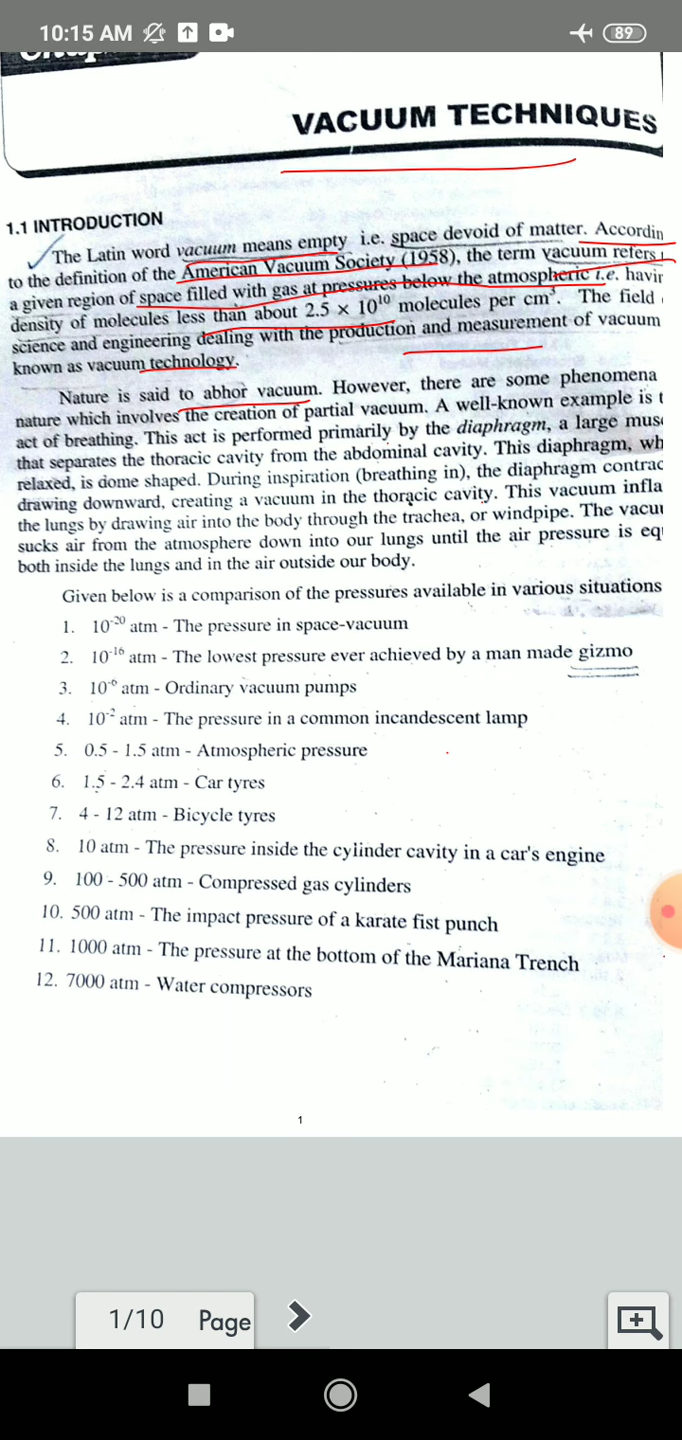 10:15 AM
89
VACUUM TECHNIQUES
1.1 INTRODUCTION
The Latin word vacuum means empty i.e. space devoid of matter. Accordin
to the definition of the American Vacuum Society (1958), the term vacuum refers
a given region of space filled with gas at pressures below the atmospheric i.e. havin
density of molecules less than about 2.5 × 10¹⁰ molecules per cm³. The field
science and engineering dealing with the production and measurement of vacuum
known as vacuum technology.
Nature is said to abhor vacuum. However, there are some phenomena
nature which involves the creation of partial vacuum. A well-known example is t
act of breathing. This act is performed primarily by the diaphragm, a large mus
that separates the thoracic cavity from the abdominal cavity. This diaphragm, wh
relaxed, is dome shaped. During inspiration (breathing in), the diaphragm contrac
drawing downward, creating a vacuum in the thoracic cavity. This vacuum infla
the lungs by drawing air into the body through the trachea, or windpipe. The vacu
sucks air from the atmosphere down into our lungs until the air pressure is eq
both inside the lungs and in the air outside our body.
Given below is a comparison of the pressures available in various situations
1. 10⁻²⁰ atm - The pressure in space-vacuum
2. 10⁻¹⁶ atm - The lowest pressure ever achieved by a man made gizmo
3. 10⁻⁶ atm - Ordinary vacuum pumps
4. 10⁻² atm - The pressure in a common incandescent lamp
5. 0.5 - 1.5 atm - Atmospheric pressure
6. 1.5 - 2.4 atm - Car tyres
7. 4 - 12 atm - Bicycle tyres
8. 10 atm - The pressure inside the cylinder cavity in a car's engine
9. 100 - 500 atm - Compressed gas cylinders
10. 500 atm - The impact pressure of a karate fist punch
11. 1000 atm - The pressure at the bottom of the Mariana Trench
12. 7000 atm - Water compressors
1
1/10 Page